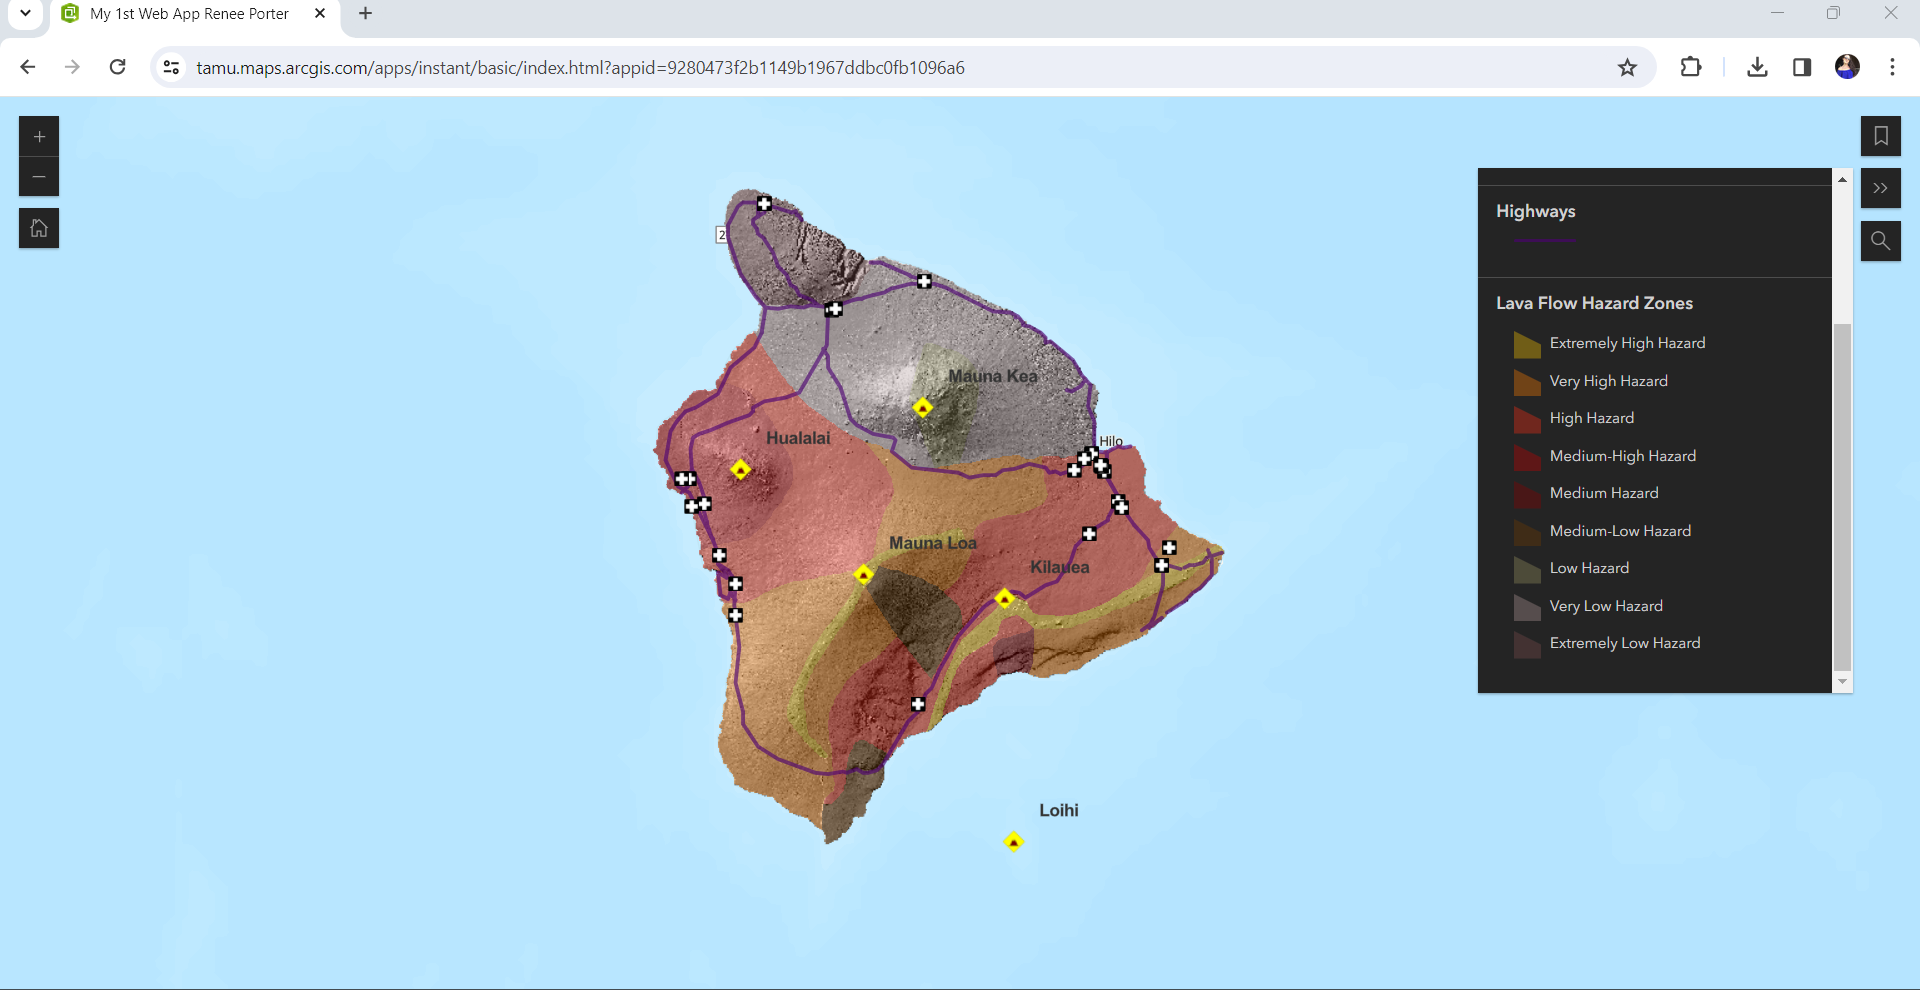 My 1st Web App Renee Porter
tamu.maps.arcgis.com/apps/instant/basic/index.html?appid=9280473f2b1149b1967ddbc0fb1096a6
Highways
Lava Flow Hazard Zones
Extremely High Hazard
Very High Hazard
High Hazard
Medium-High Hazard
Medium Hazard
Medium-Low Hazard
Low Hazard
Very Low Hazard
Extremely Low Hazard
2
Mauna Kea
Hualalai
Hilo
Mauna Loa
Kilauea
Loihi